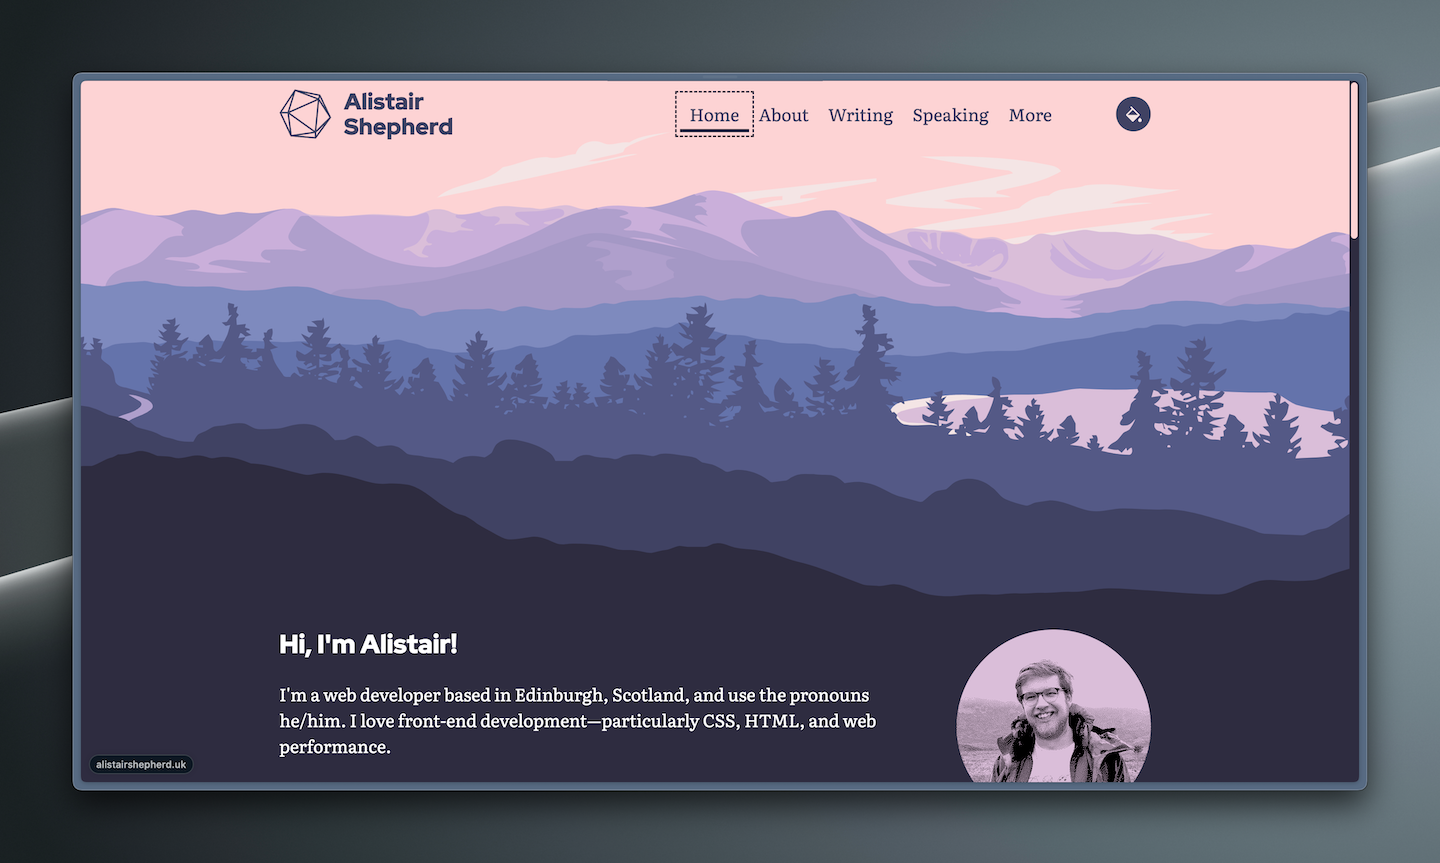 Alistair
Shepherd
Home About Writing Speaking More
Hi, I'm Alistair!
I'm a web developer based in Edinburgh, Scotland, and use the pronouns
he/him. I love front-end development—particularly CSS, HTML, and web
performance.
alistairshepherd.uk